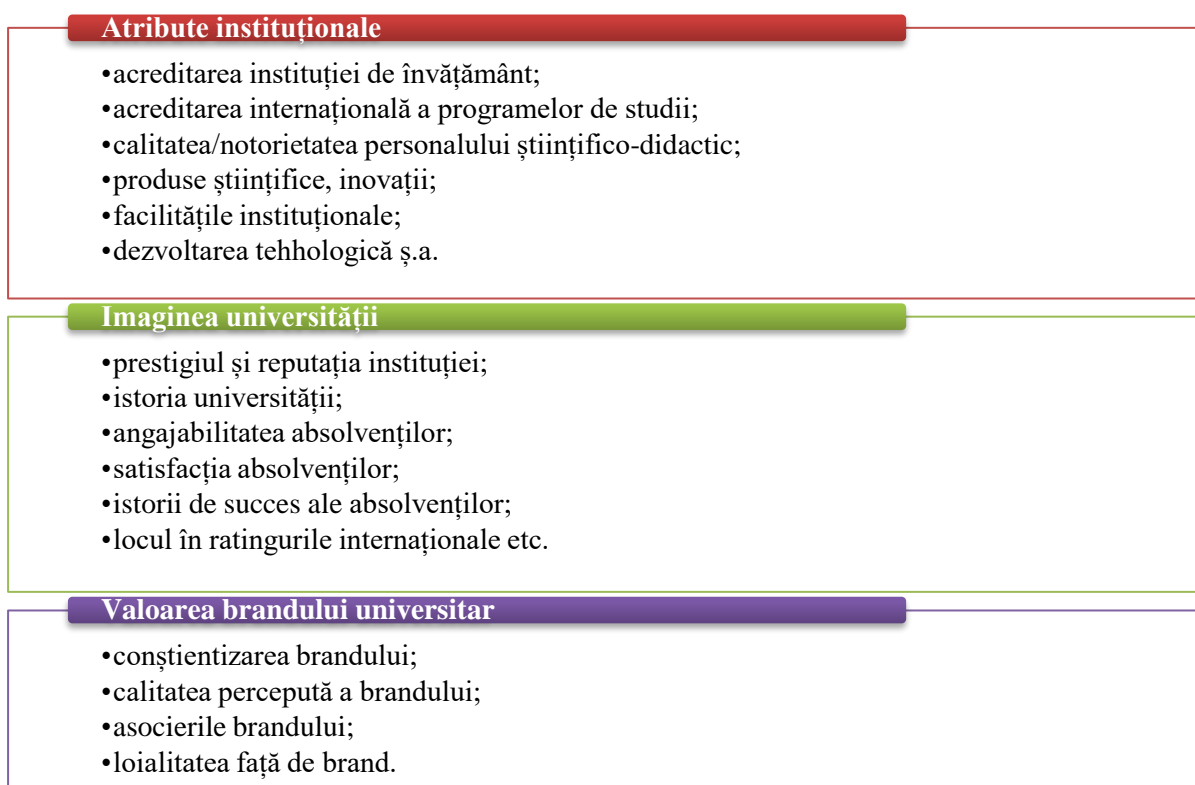 Atribute instituționale
•acreditarea instituției de învățământ;
•acreditarea internațională a programelor de studii;
•calitatea/notorietatea personalului științifico-didactic;
•produse științifice, inovații;
•facilitățile instituționale;
•dezvoltarea tehhologică ș.a.
Imaginea universității
•prestigiul și reputația instituției;
•istoria universității;
•angajabilitatea absolvenților;
•satisfacția absolvenților;
•istorii de succes ale absolvenților;
•locul în ratingurile internaționale etc.
Valoarea brandului universitar
•conștientizarea brandului;
•calitatea percepută a brandului;
•asocierile brandului;
•loialitatea față de brand.